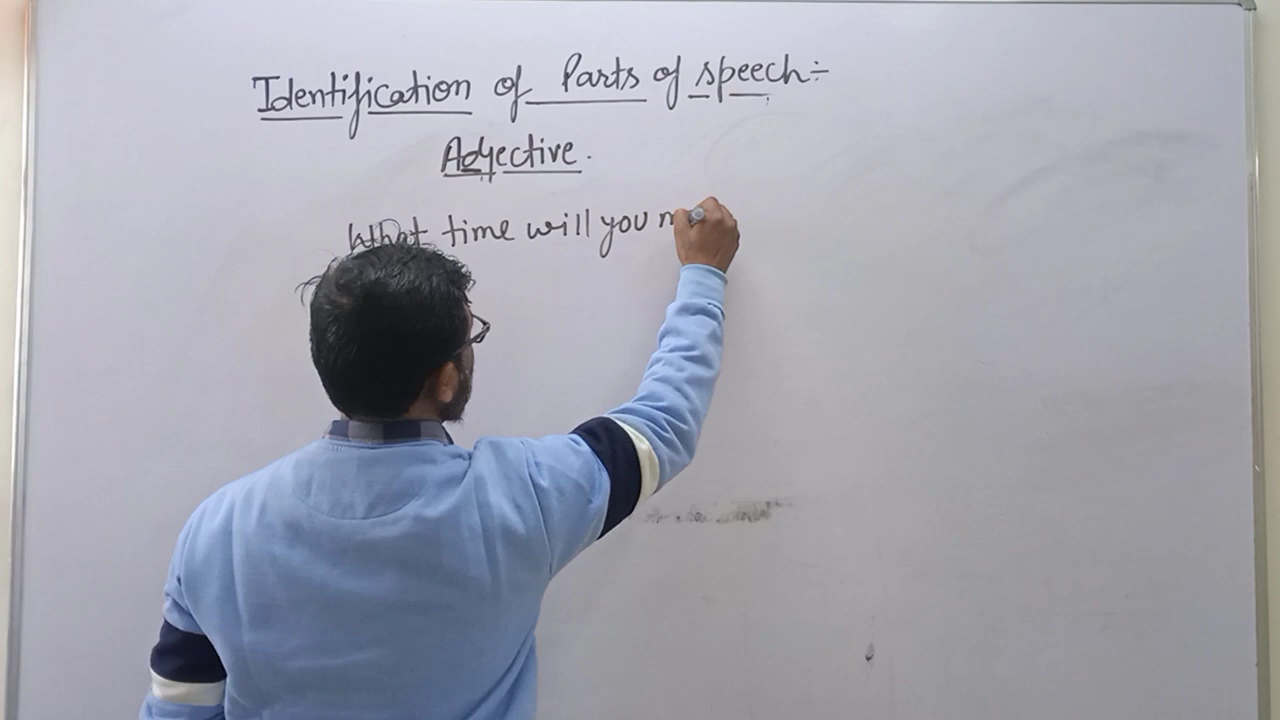 Identification of Parts of speech:-
Adjective.
What time will you